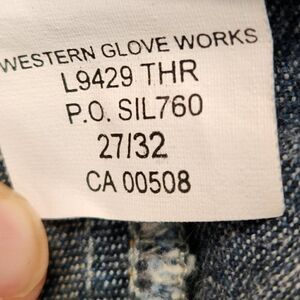 WESTERN GLOVE WORKS
L9429 THR
P.O. SIL760
27/32
CA 00508